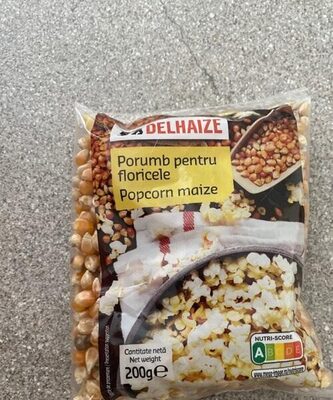 DELHAIZE
Porumb pentru
floricele
Popcorn maize
Cantitate netă
Net weight
200g℮
NUTRI-SCORE
A B C D E